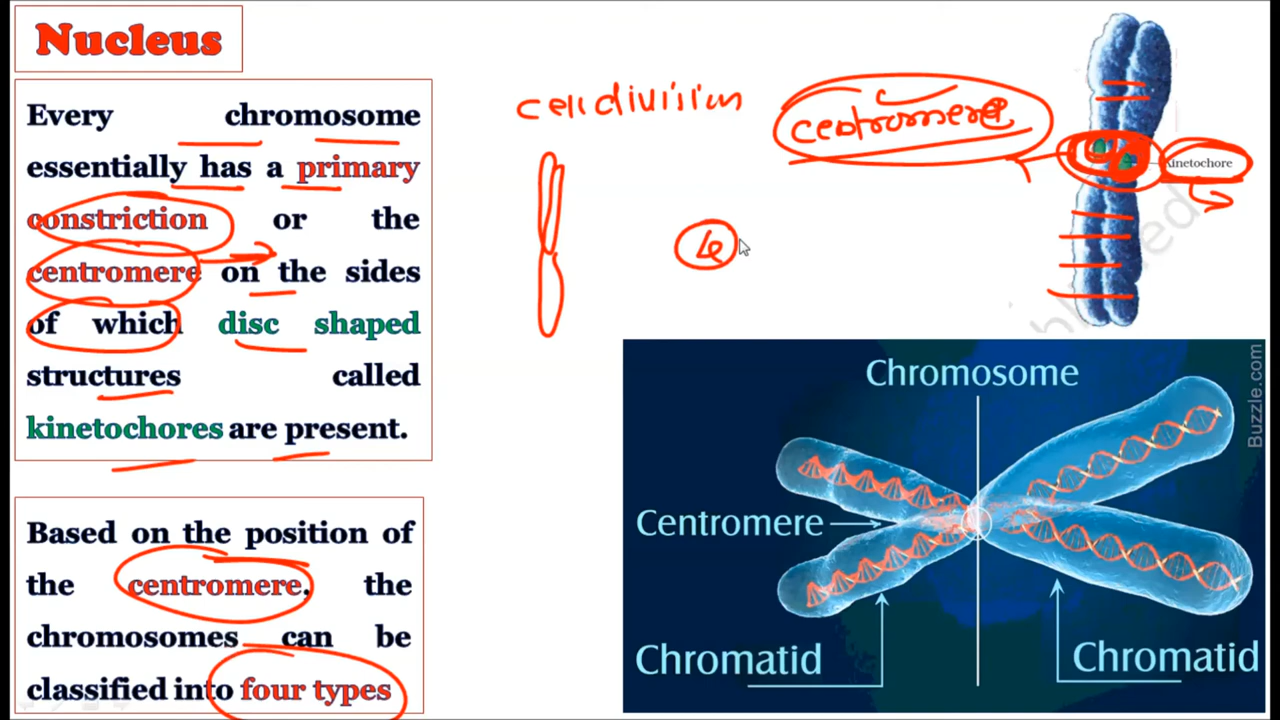 Nucleus
Every chromosome
essentially has a primary
constriction or the
centromere on the sides
of which disc shaped
structures called
kinetochores are present.
Based on the position of
the centromere, the
chromosomes can be
classified into four types
cell division
centromere
Kinetochore
Chromosome
Centromere
Chromatid
Chromatid
Buzzle.com